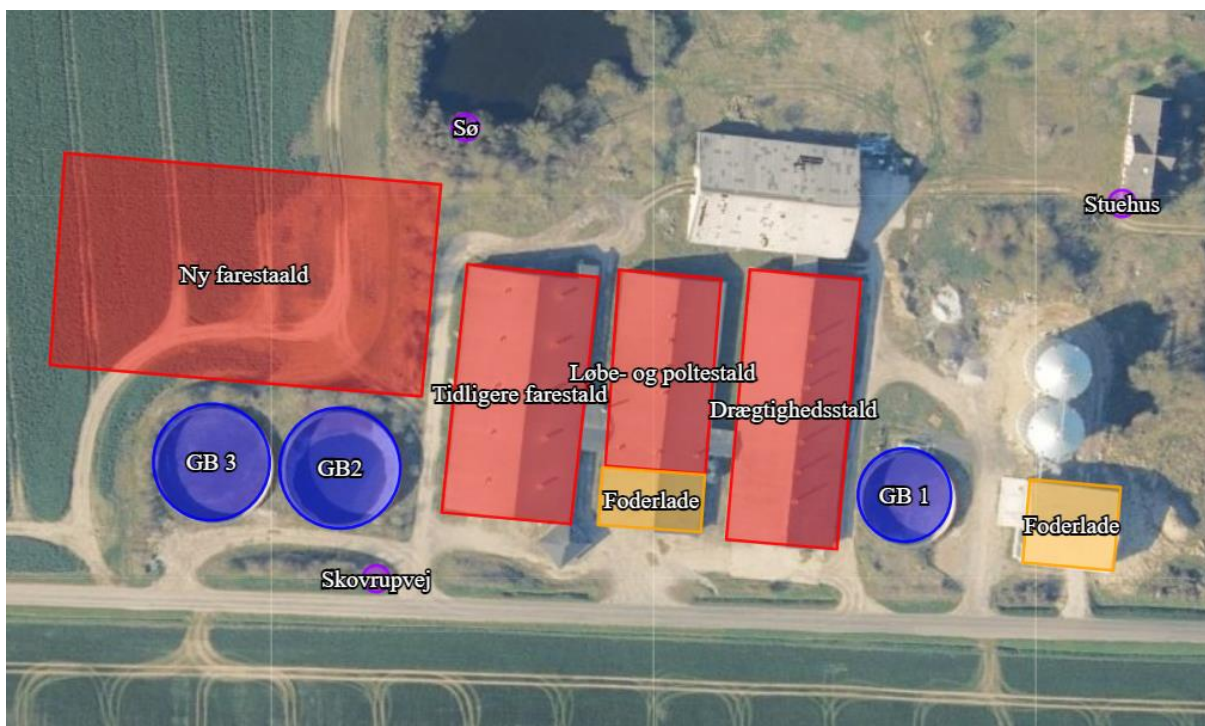 Sø
Stuehus
Ny farestaald
Løbe- og poltestald
Tidligere farestald
Drægtighedsstald
GB 3
GB2
GB 1
Foderlade
Foderlade
Skovrupvej